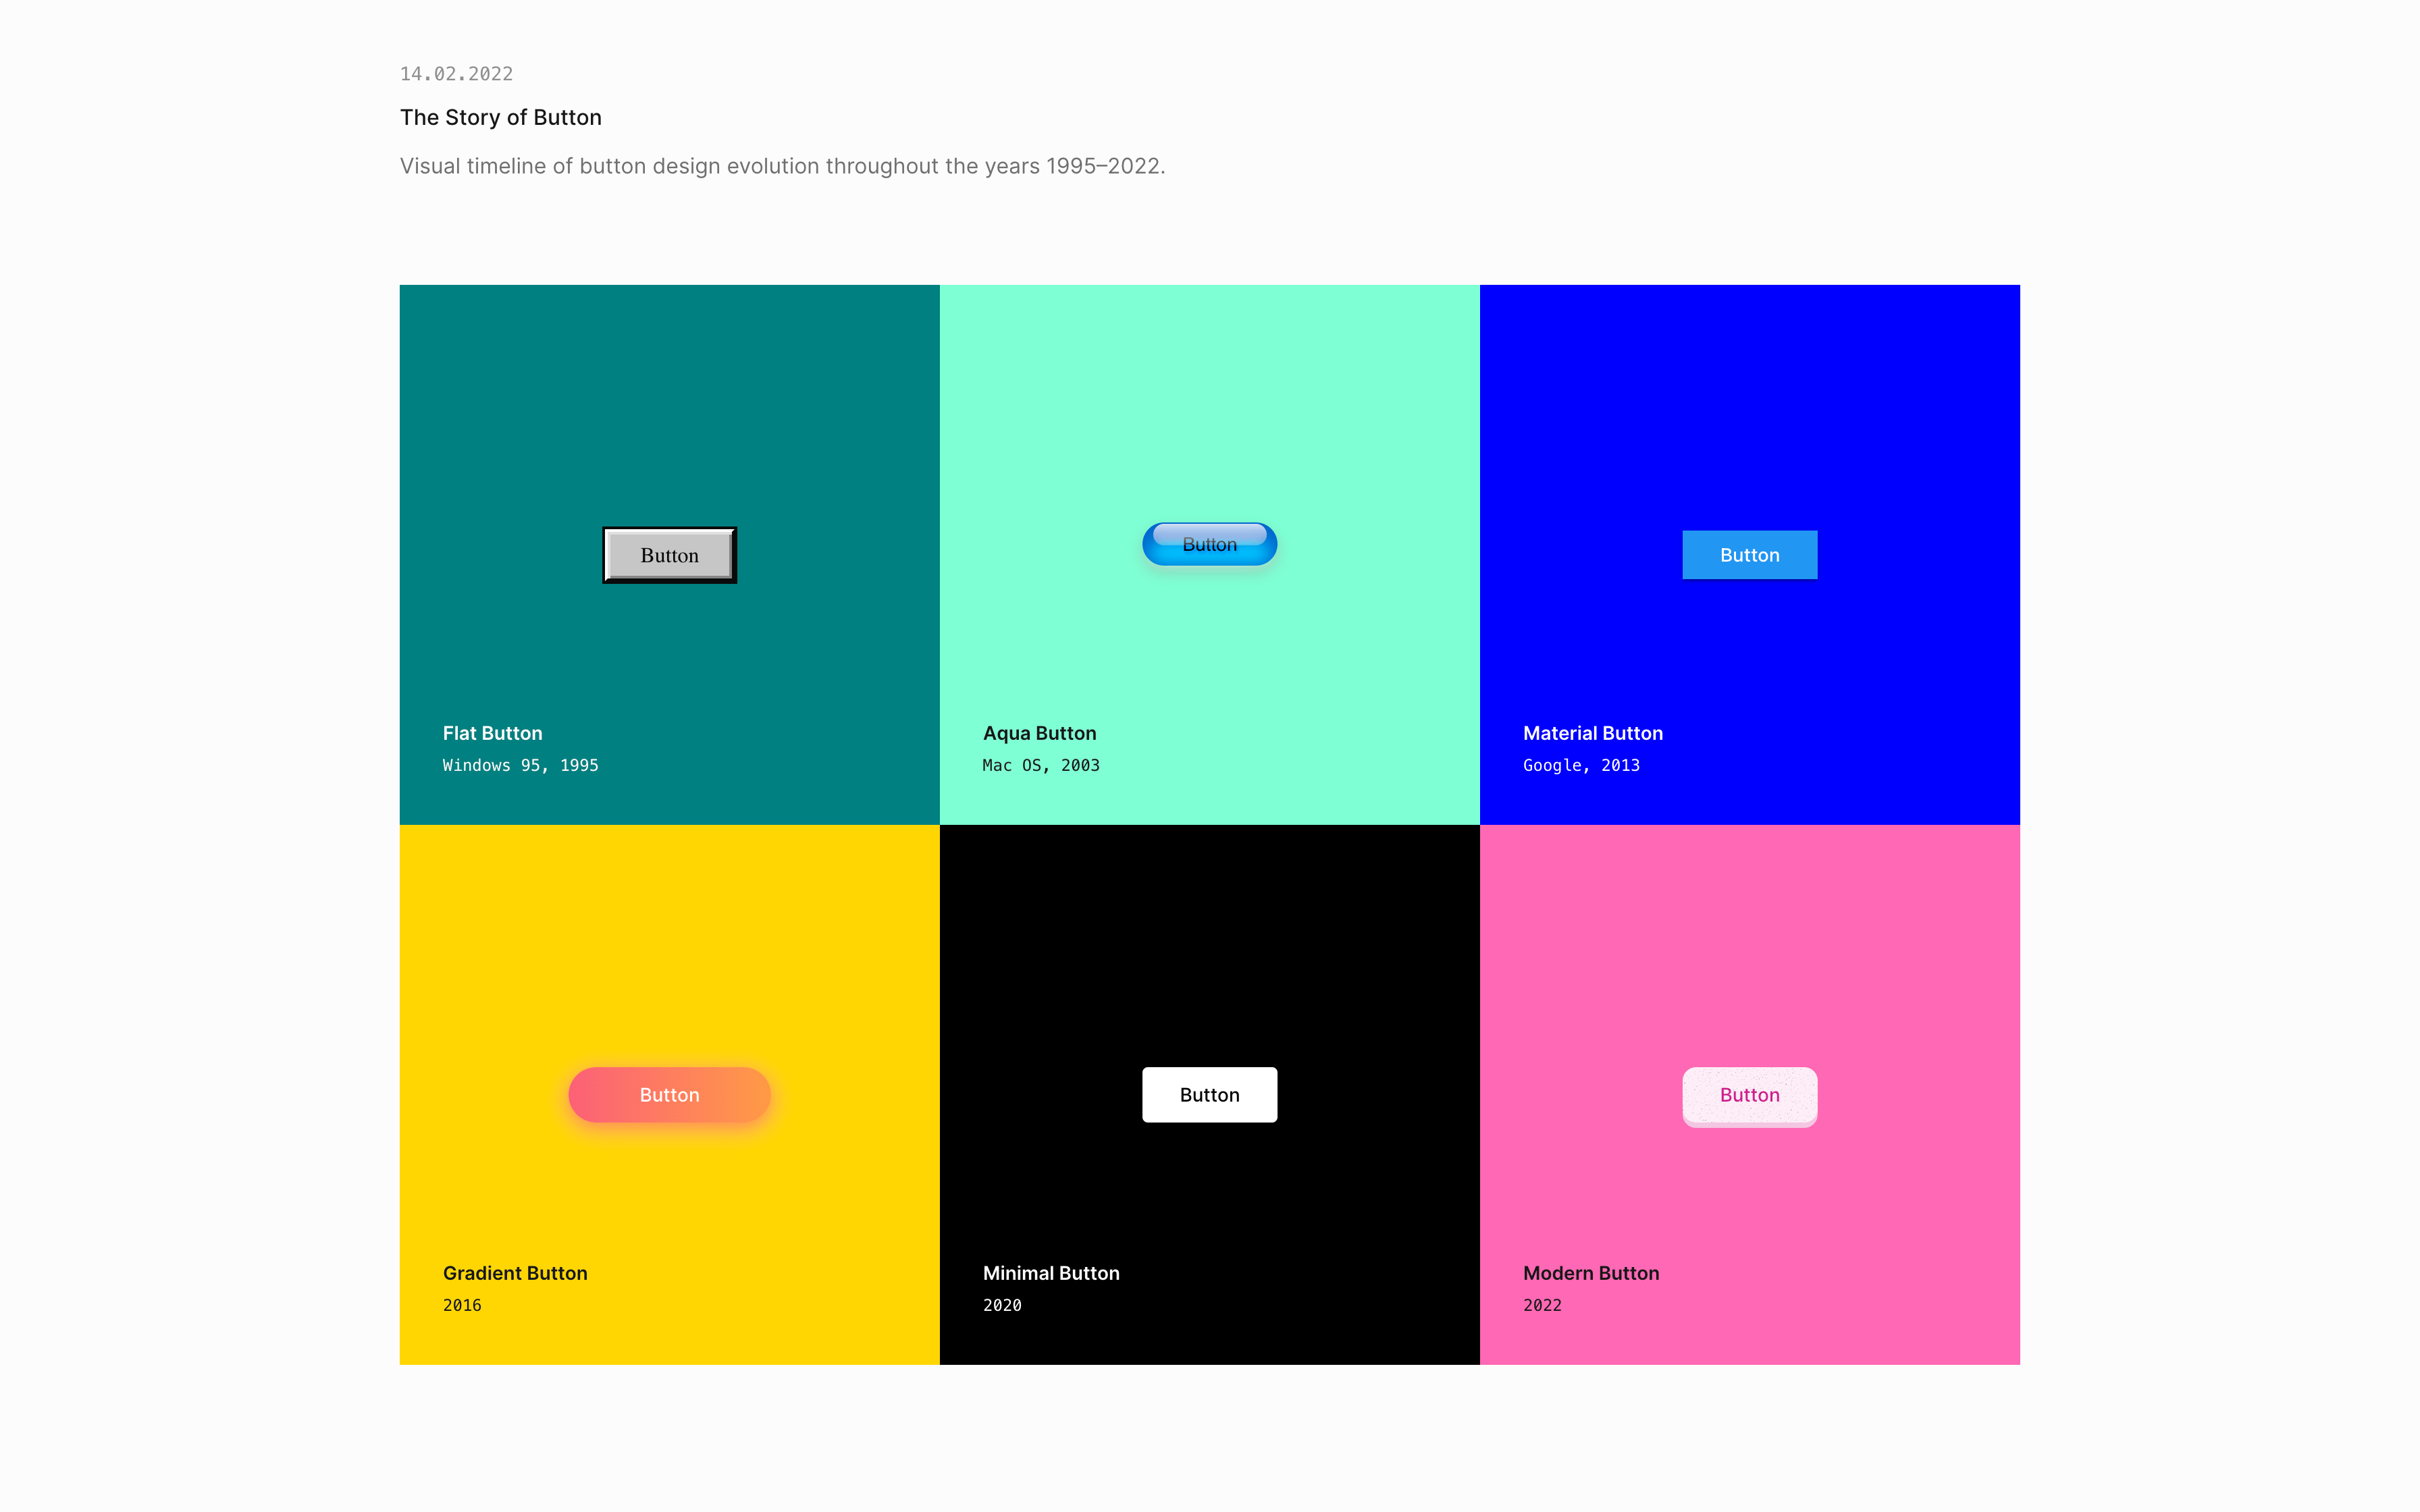 14.02.2022
The Story of Button
Visual timeline of button design evolution throughout the years 1995–2022.
Button
Flat Button
Windows 95, 1995
Button
Aqua Button
Mac OS, 2003
Button
Material Button
Google, 2013
Button
Gradient Button
2016
Button
Minimal Button
2020
Button
Modern Button
2022